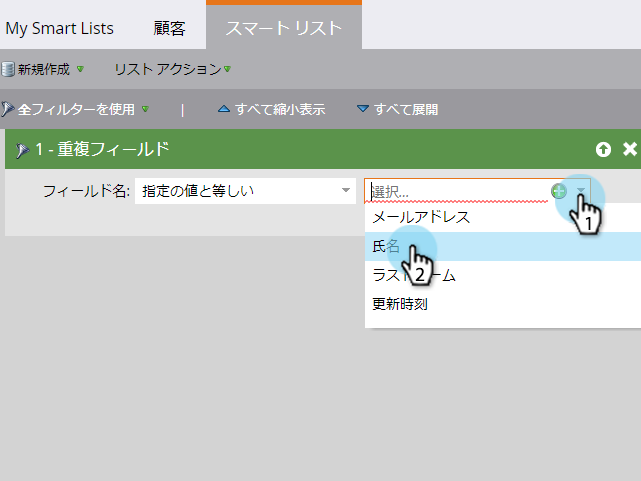 My Smart Lists 顧客 スマート リスト
新規作成 リスト アクション
全フィルターを使用 | すべて縮小表示 すべて展開
1 - 重複フィールド
フィールド名: 指定の値と等しい 選択...
1
メールアドレス
氏名
2
ラストネーム
更新時刻